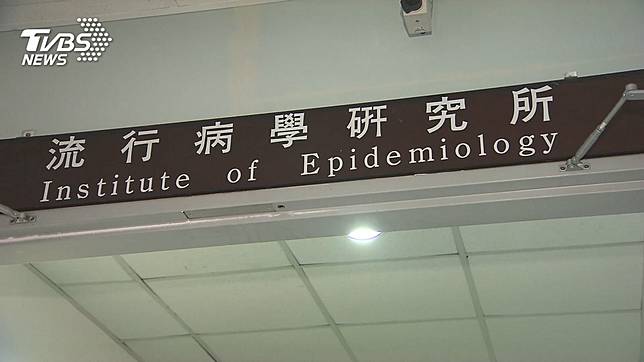 TVBS
NEWS
流行病學研究所
Institute of Epidemiology